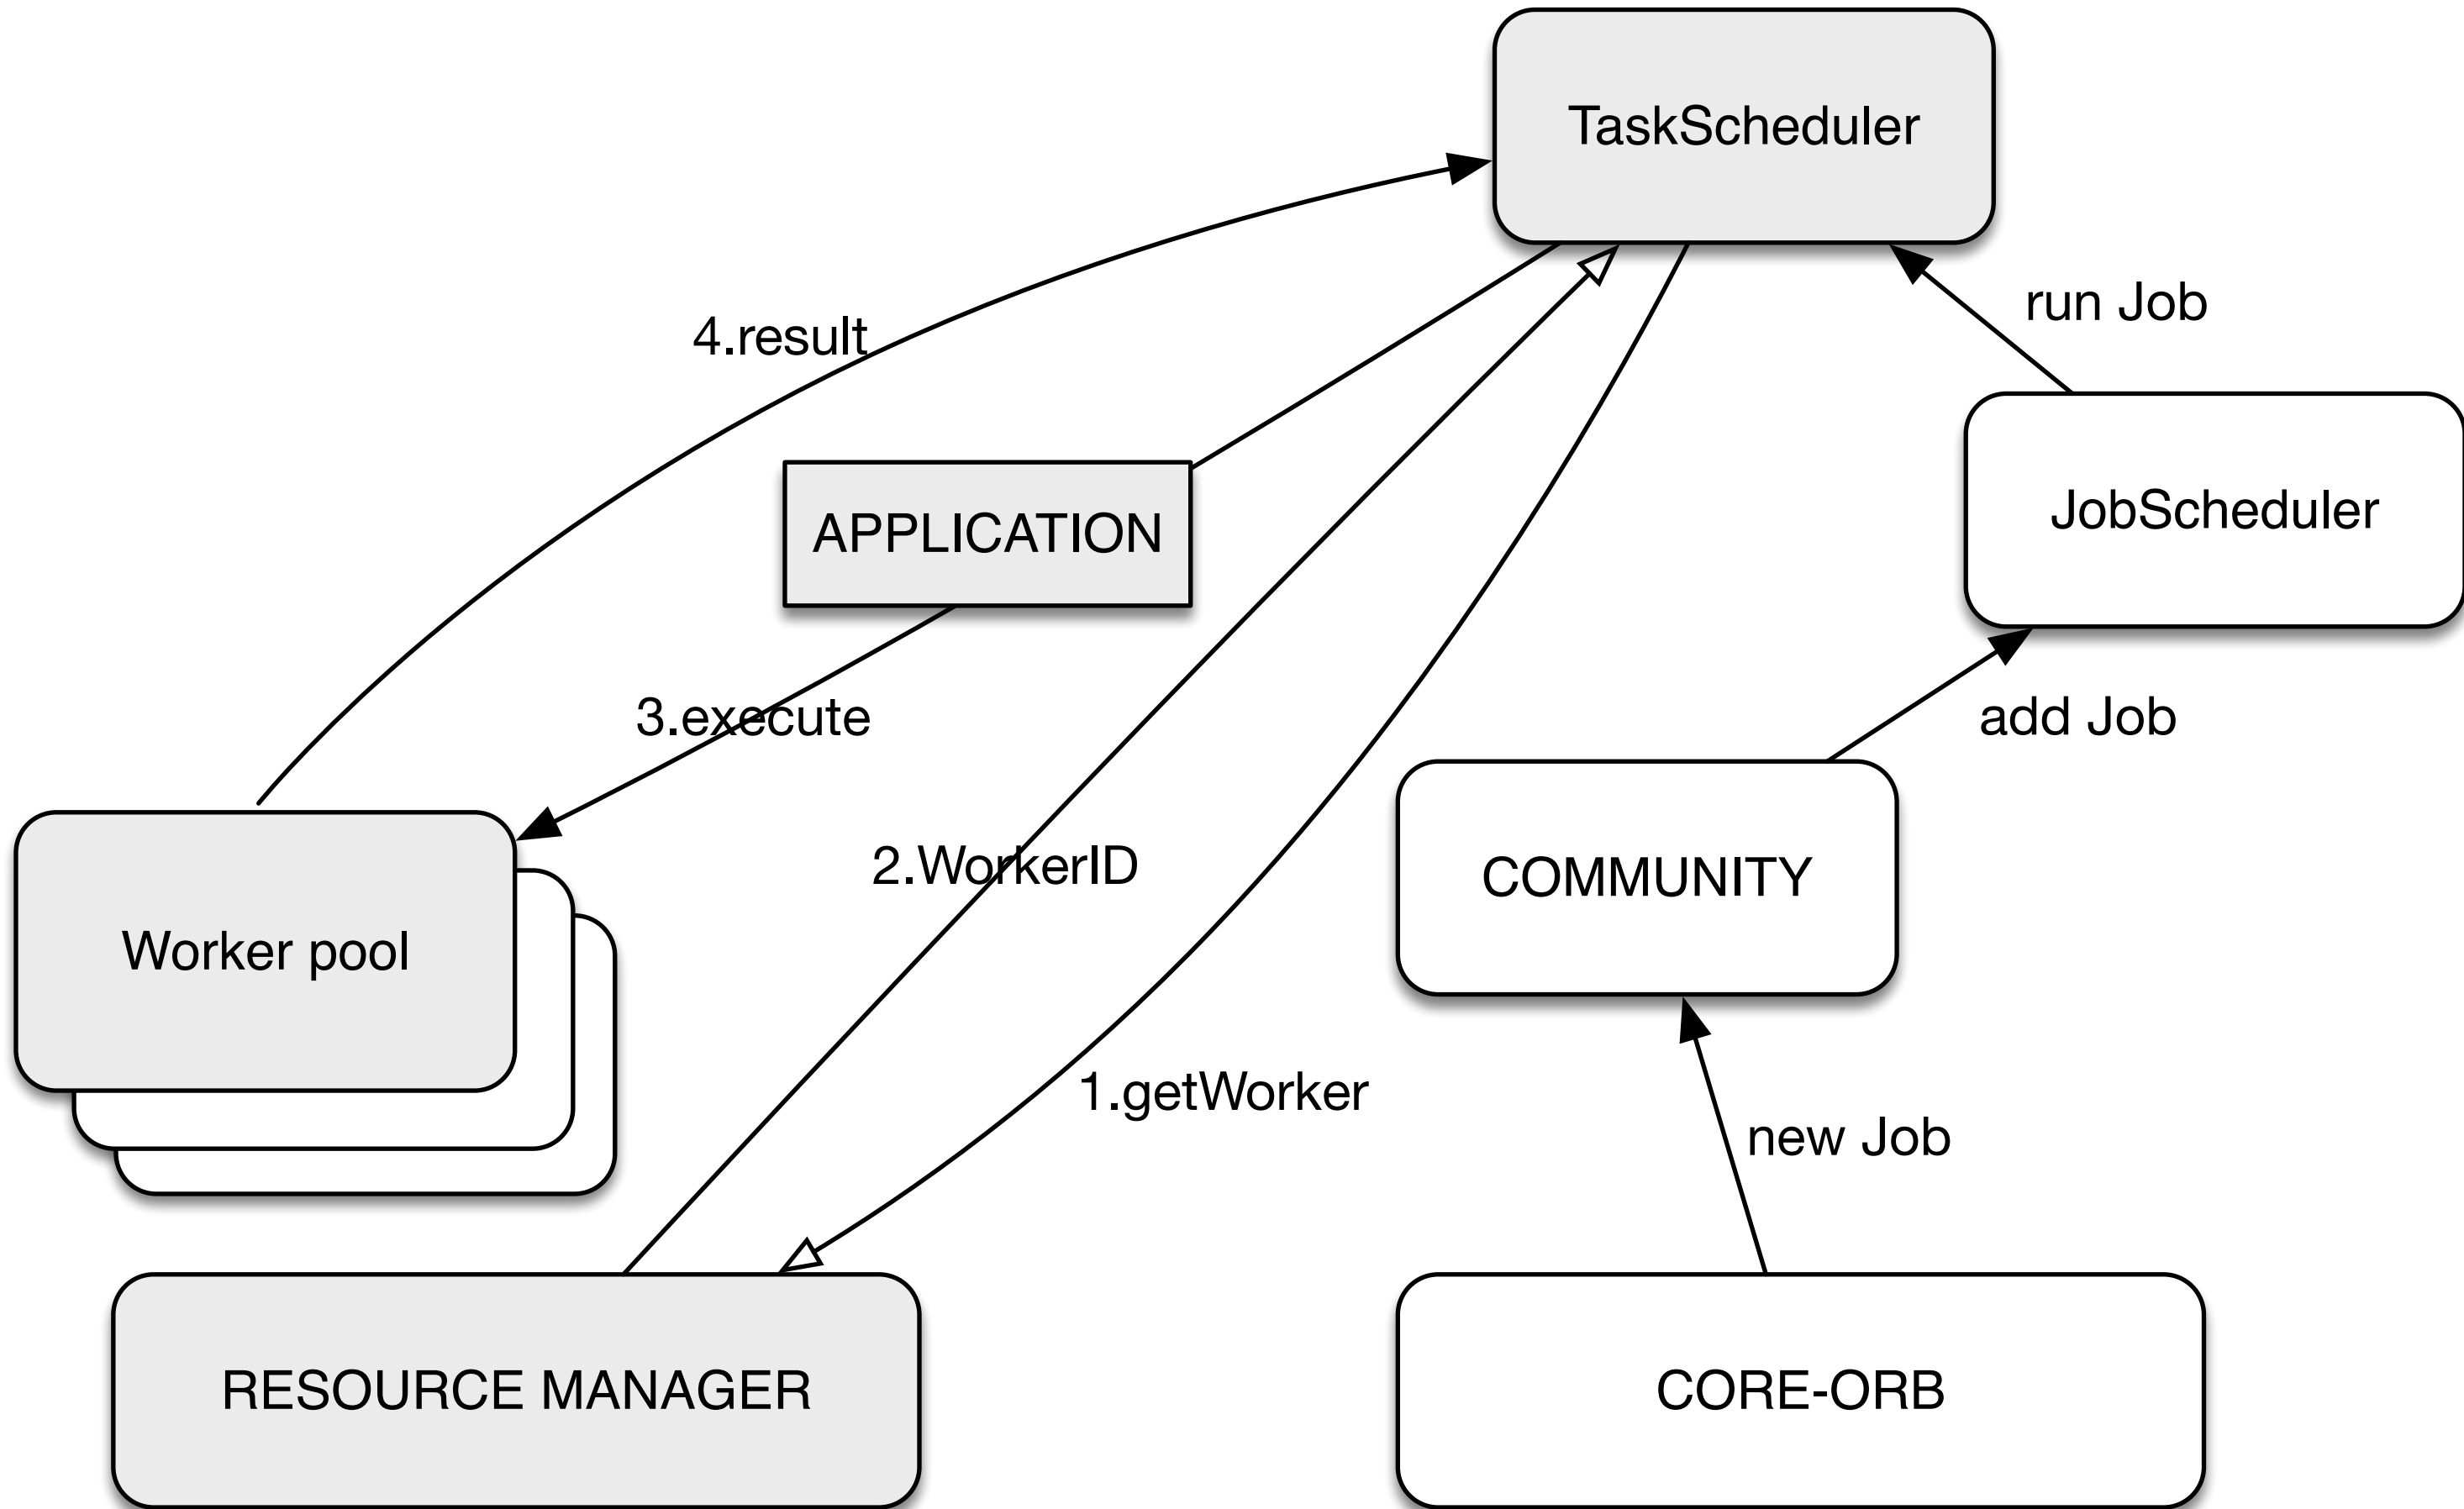 TaskScheduler
run Job
4.result
JobScheduler
APPLICATION
3.execute
add Job
2.WorkerID
COMMUNITY
Worker pool
1.getWorker
new Job
RESOURCE MANAGER
CORE-ORB